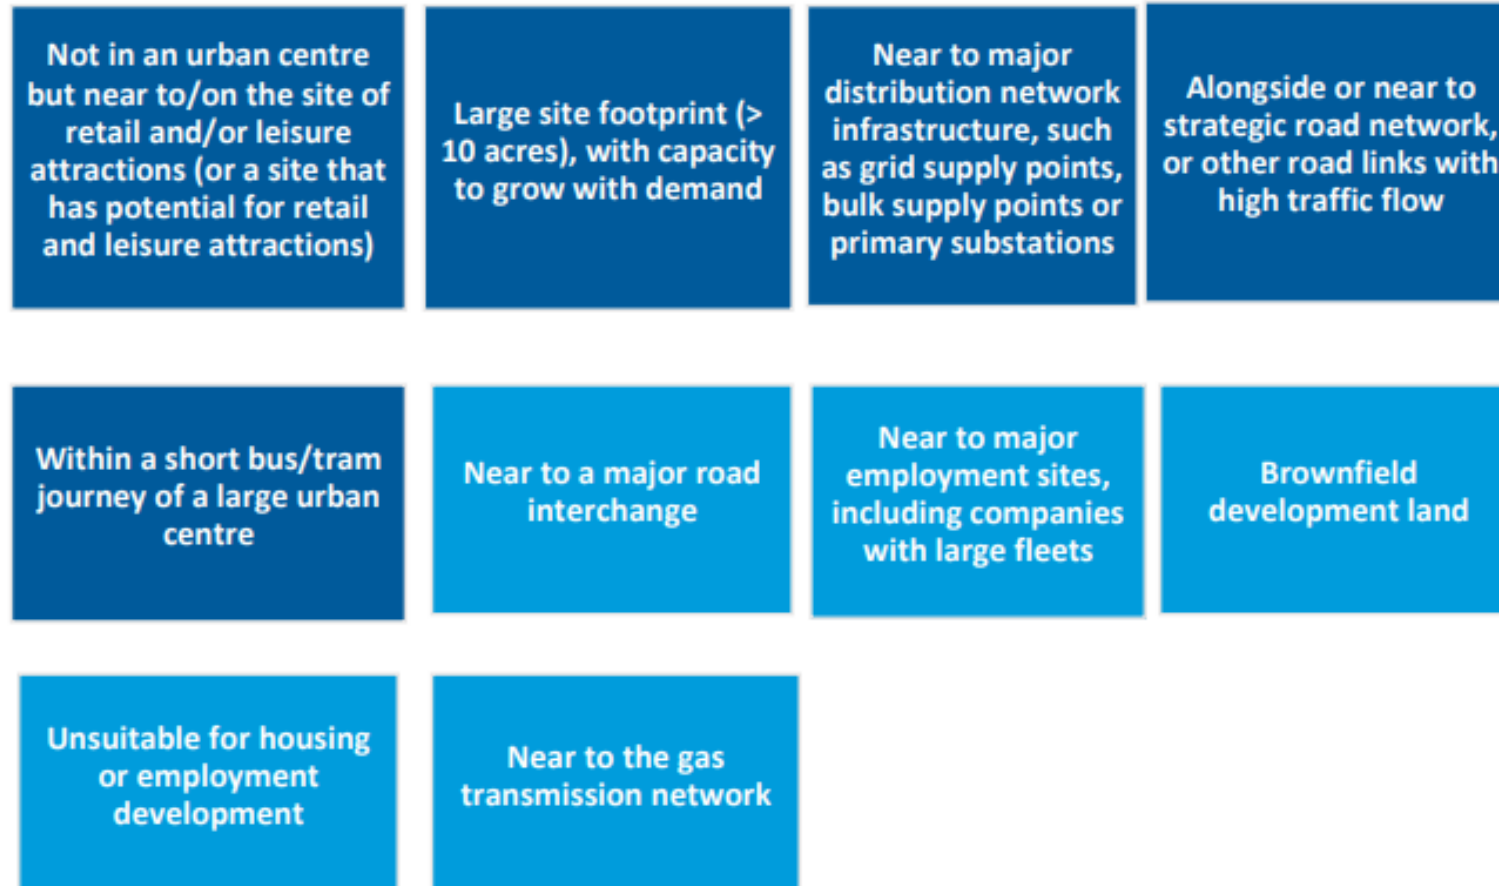 Not in an urban centre
but near to/on the site of
retail and/or leisure
attractions (or a site that
has potential for retail
and leisure attractions)
Large site footprint (>
10 acres), with capacity
to grow with demand
Near to major
distribution network
infrastructure, such
as grid supply points,
bulk supply points or
primary substations
Alongside or near to
strategic road network,
or other road links with
high traffic flow
Within a short bus/tram
journey of a large urban
centre
Near to a major road
interchange
Near to major
employment sites,
including companies
with large fleets
Brownfield
development land
Unsuitable for housing
or employment
development
Near to the gas
transmission network